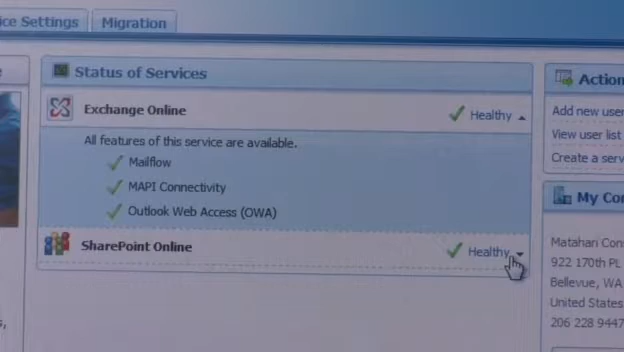 Settings
Migration
Status of Services
Exchange Online
Healthy
All features of this service are available.
Mailflow
MAPI Connectivity
Outlook Web Access (OWA)
SharePoint Online
Healthy
Action
Add new user
View user list
Create a serv
My Co
Matahari Con
922 170th PL
Bellevue, WA
United States
206 228 9447